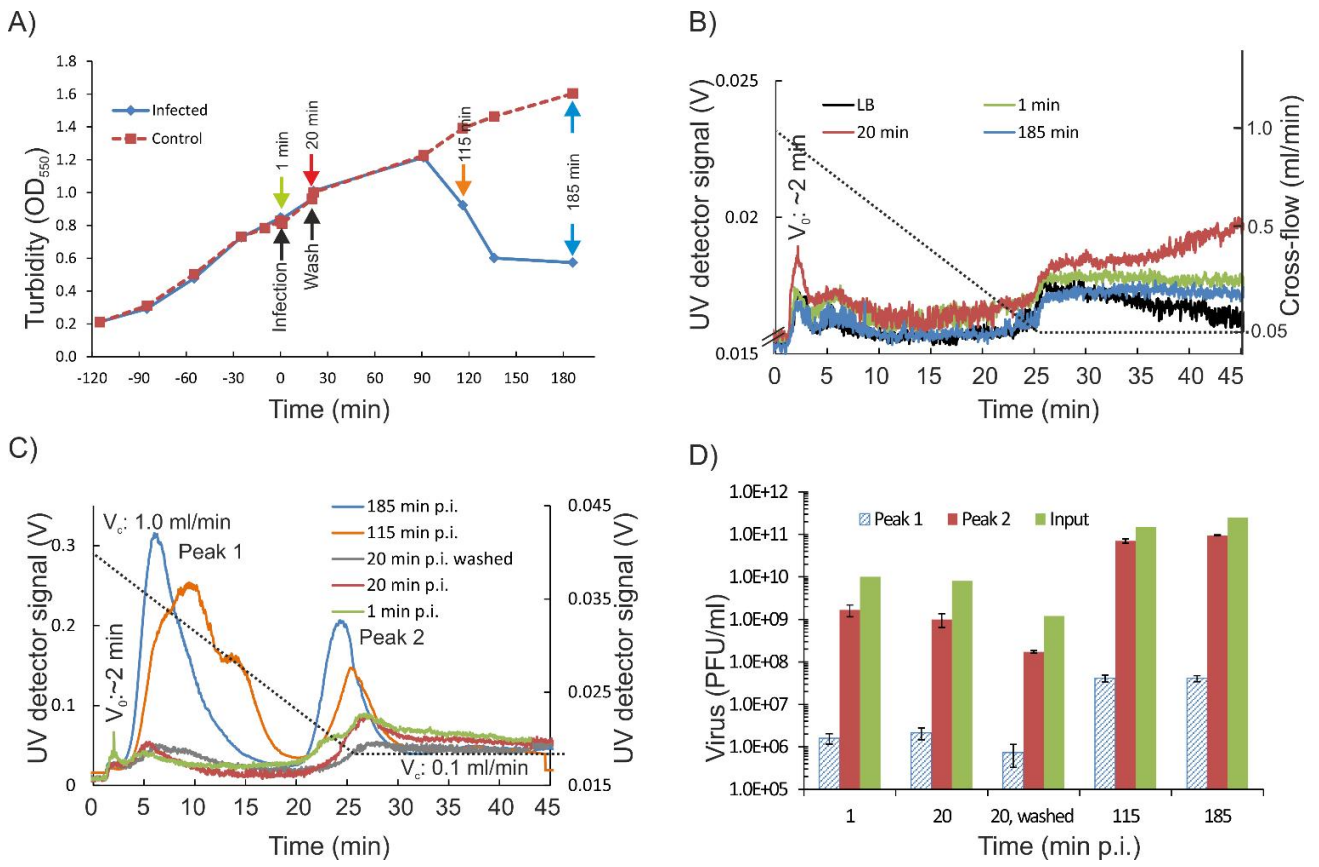 A)
1.8
1.6
1.4
1.2
1.0
0.8
0.6
0.4
0.2
0.0
Turbidity (OD550)
Infected
Control
1 min
20 min
115 min
185 min
Infection
Wash
-120 -90 -60 -30 0 30 60 90 120 150 180
Time (min)
B)
0.025
0.02
0.015
UV detector signal (V)
LB
1 min
20 min
185 min
V0: ~2 min
1.0
0.5
0.05
Cross-flow (ml/min)
0 5 10 15 20 25 30 35 40 45
Time (min)
C)
0.3
0.2
0.1
0
UV detector signal (V)
Vc: 1.0 ml/min
Peak 1
185 min p.i.
115 min p.i.
20 min p.i. washed
20 min p.i.
1 min p.i.
Peak 2
V0:~2 min
Vc: 0.1 ml/min
0.045
0.035
0.025
0.015
UV detector signal (V)
0 5 10 15 20 25 30 35 40 45
Time (min)
D)
1.0E+12
1.0E+11
1.0E+10
1.0E+09
1.0E+08
1.0E+07
1.0E+06
1.0E+05
Virus (PFU/ml)
Peak 1 Peak 2 Input
1 20 20, washed 115 185
Time (min p.i.)